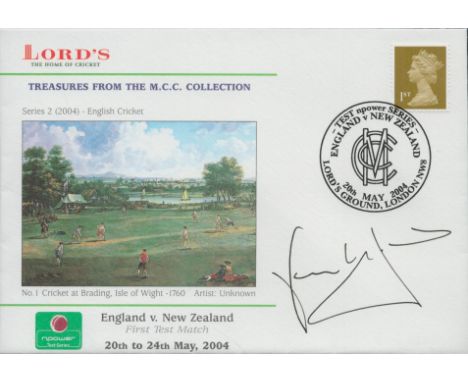 LORD'S
THE HOME OF CRICKET
TREASURES FROM THE M.C.C. COLLECTION
Series 2 (2004) - English Cricket
1ST
TEST npower SERIES
ENGLAND v NEW ZEALAND
MCC
20th MAY 2004
LORD'S GROUND, LONDON NW8
No.1 Cricket at Brading, Isle of Wight -1760 Artist: Unknown
npower
Test Series
England v. New Zealand
First Test Match
20th to 24th May, 2004